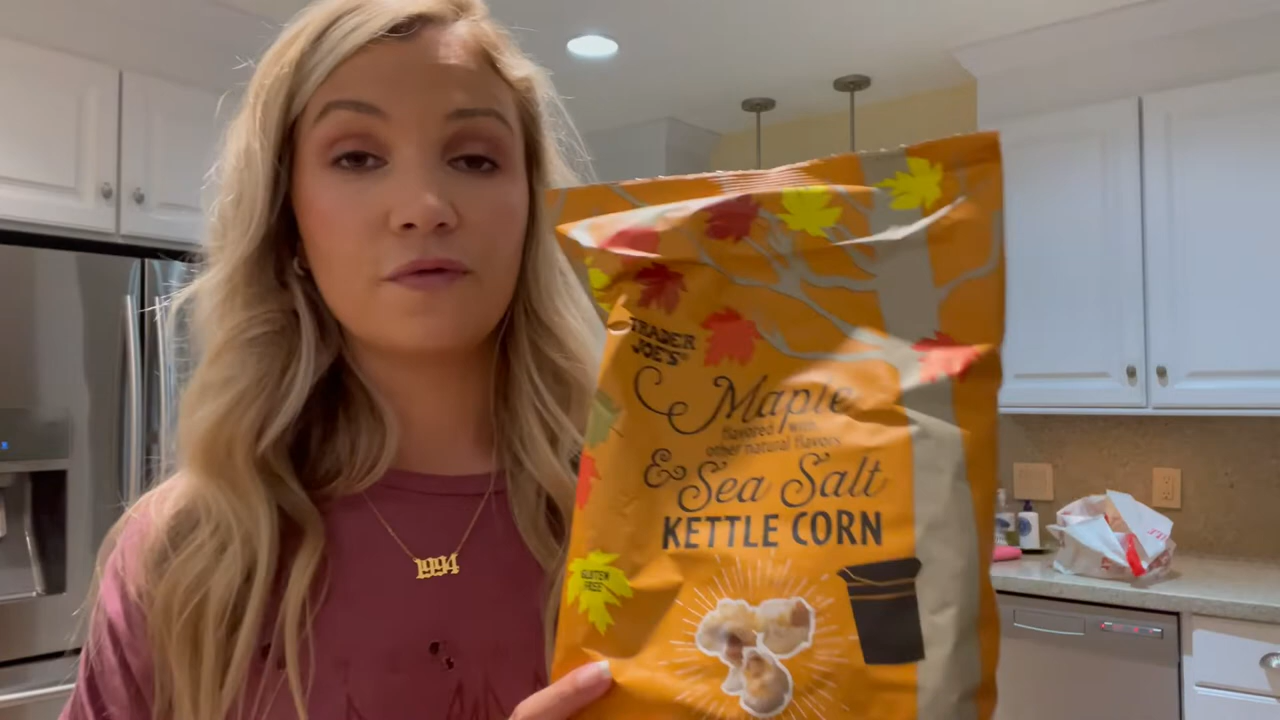 TRADER
JOE'S
Maple
flavored with
other natural flavors
& Sea Salt
KETTLE CORN
GLUTEN
FREE
1994